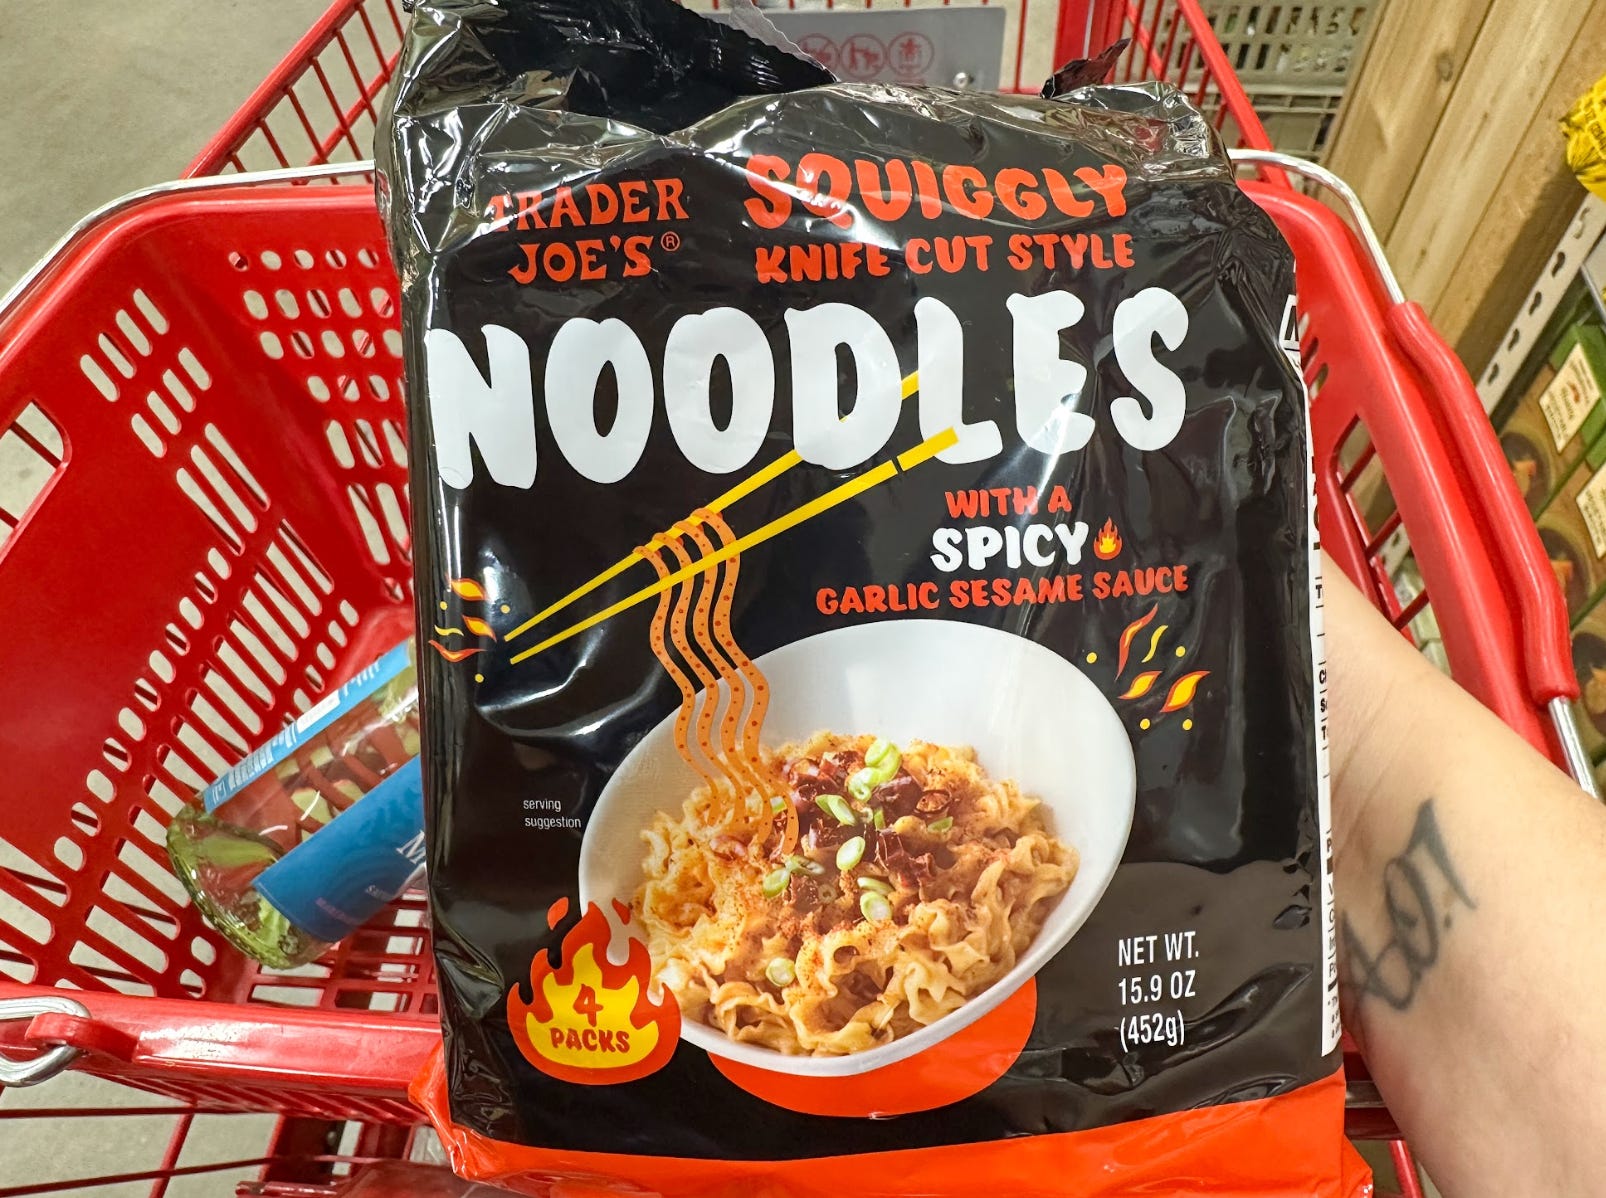 TRADER
JOE'S®
SQUIGGLY
KNIFE CUT STYLE
NOODLES
WITH A
SPICY
GARLIC SESAME SAUCE
serving
suggestion
4
PACKS
NET WT.
15.9 OZ
(452g)